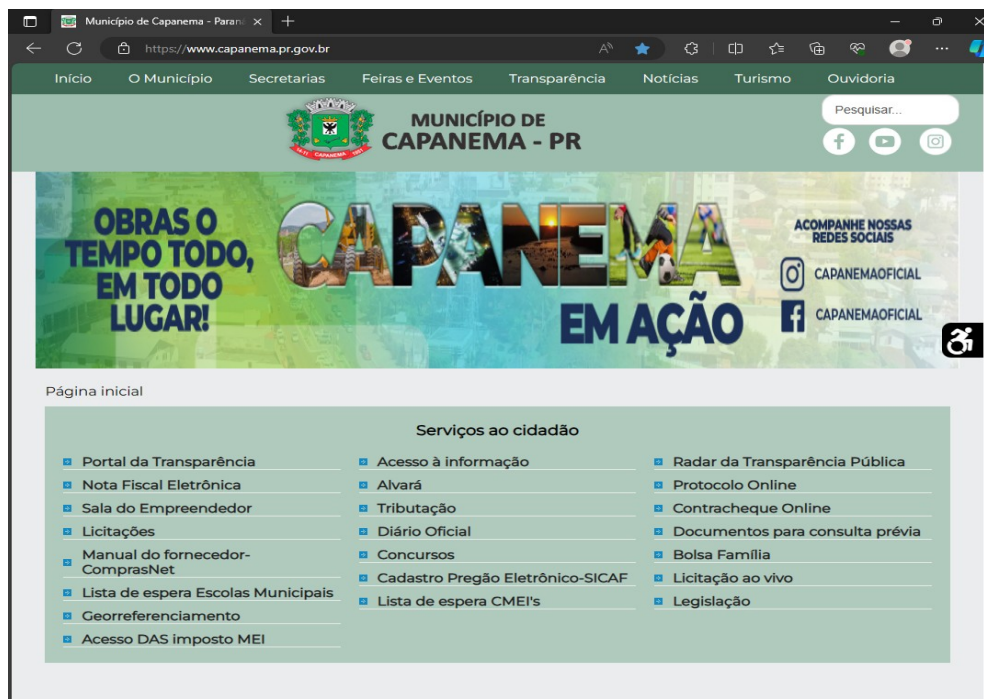 Município de Capanema - Paraná
https://www.capanema.pr.gov.br
Início O Município Secretarias Feiras e Eventos Transparência Notícias Turismo Ouvidoria
CAPANEMA
MUNICÍPIO DE
CAPANEMA - PR
Pesquisar...
OBRAS O
TEMPO TODO,
EM TODO
LUGAR!
CAPANEMA
EM AÇÃO
ACOMPANHE NOSSAS
REDES SOCIAIS
CAPANEMAOFICIAL
CAPANEMAOFICIAL
Página inicial
Serviços ao cidadão
Portal da Transparência
Nota Fiscal Eletrônica
Sala do Empreendedor
Licitações
Manual do fornecedor-
ComprasNet
Lista de espera Escolas Municipais
Georreferenciamento
Acesso DAS imposto MEI
Acesso à informação
Alvará
Tributação
Diário Oficial
Concursos
Cadastro Pregão Eletrônico-SICAF
Lista de espera CMEI's
Radar da Transparência Pública
Protocolo Online
Contracheque Online
Documentos para consulta prévia
Bolsa Família
Licitação ao vivo
Legislação